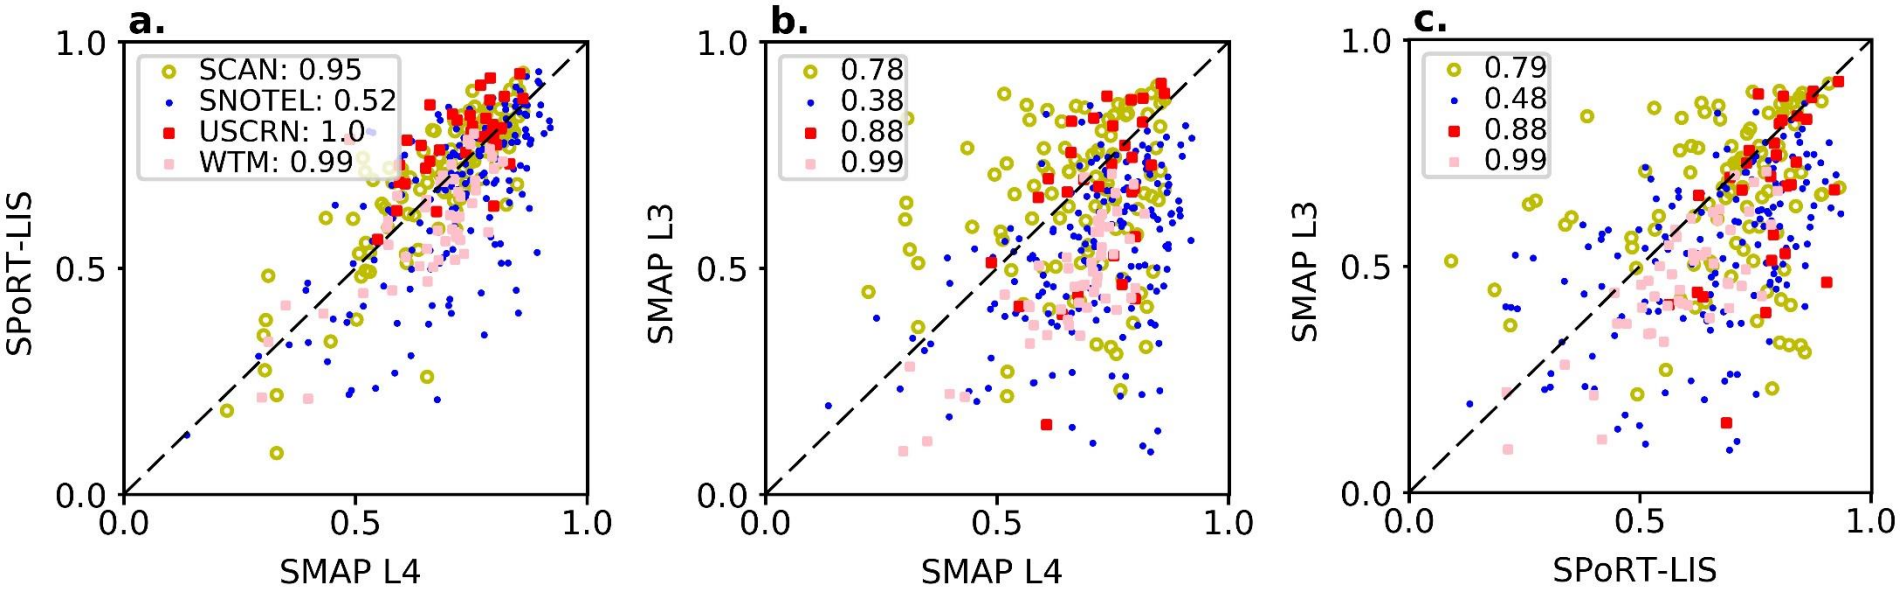 a.
1.0
0.5
0.0
SPoRT-LIS
SCAN: 0.95
SNOTEL: 0.52
USCRN: 1.0
WTM: 0.99
0.0 0.5 1.0
SMAP L4
b.
1.0
0.5
0.0
SMAP L3
0.78
0.38
0.88
0.99
0.0 0.5 1.0
SMAP L4
c.
1.0
0.5
0.0
SMAP L3
0.79
0.48
0.88
0.99
0.0 0.5 1.0
SPoRT-LIS